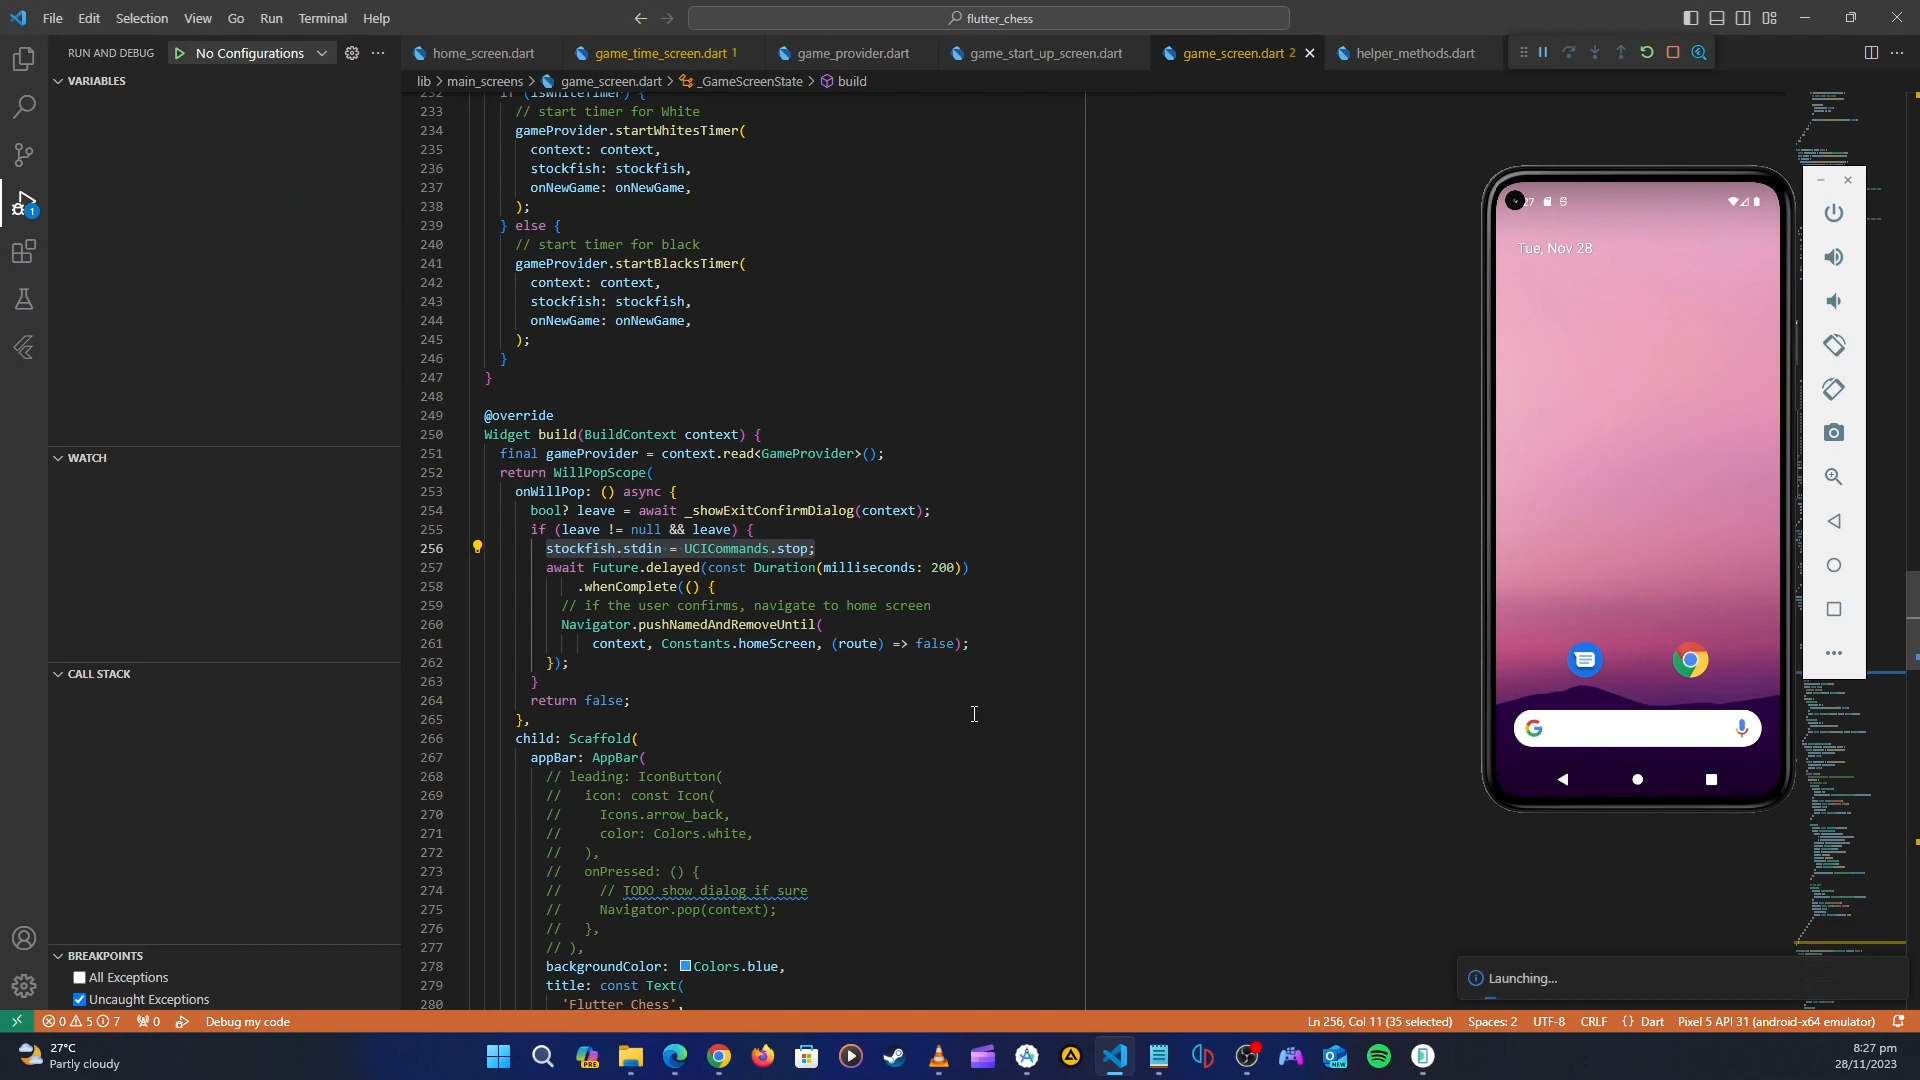 File Edit Selection View Go Run Terminal Help
flutter_chess
RUN AND DEBUG No Configurations
home_screen.dart
game_time_screen.dart 1
game_provider.dart
game_start_up_screen.dart
game_screen.dart 2
helper_methods.dart
lib > main_screens > game_screen.dart > _GameScreenState > build
VARIABLES
WATCH
CALL STACK
BREAKPOINTS
All Exceptions
Uncaught Exceptions
232 if (isWhiteTimer) {
233 // start timer for White
234 gameProvider.startWhitesTimer(
235 context: context,
236 stockfish: stockfish,
237 onNewGame: onNewGame,
238 );
239 } else {
240 // start timer for black
241 gameProvider.startBlacksTimer(
242 context: context,
243 stockfish: stockfish,
244 onNewGame: onNewGame,
245 );
246 }
247 }
248
249 @override
250 Widget build(BuildContext context) {
251 final gameProvider = context.read<GameProvider>();
252 return WillPopScope(
253 onWillPop: () async {
254 bool? leave = await _showExitConfirmDialog(context);
255 if (leave != null && leave) {
256 stockfish.stdin = UCICommands.stop;
257 await Future.delayed(const Duration(milliseconds: 200))
258 .whenComplete(() {
259 // if the user confirms, navigate to home screen
260 Navigator.pushNamedAndRemoveUntil(
261 context, Constants.homeScreen, (route) => false);
262 });
263 }
264 return false;
265 },
266 child: Scaffold(
267 appBar: AppBar(
268 // leading: IconButton(
269 // icon: const Icon(
270 // Icons.arrow_back,
271 // color: Colors.white,
272 // ),
273 // onPressed: () {
274 // // TODO show dialog if sure
275 // Navigator.pop(context);
276 // },
277 // ),
278 backgroundColor: Colors.blue,
279 title: const Text(
280 'Flutter Chess',
Tue, Nov 28
Launching...
0 5 7 0 Debug my code
Ln 256, Col 11 (35 selected) Spaces: 2 UTF-8 CRLF {} Dart Pixel 5 API 31 (android-x64 emulator)
27°C
Partly cloudy
PRE
NEW
8:27 pm
28/11/2023